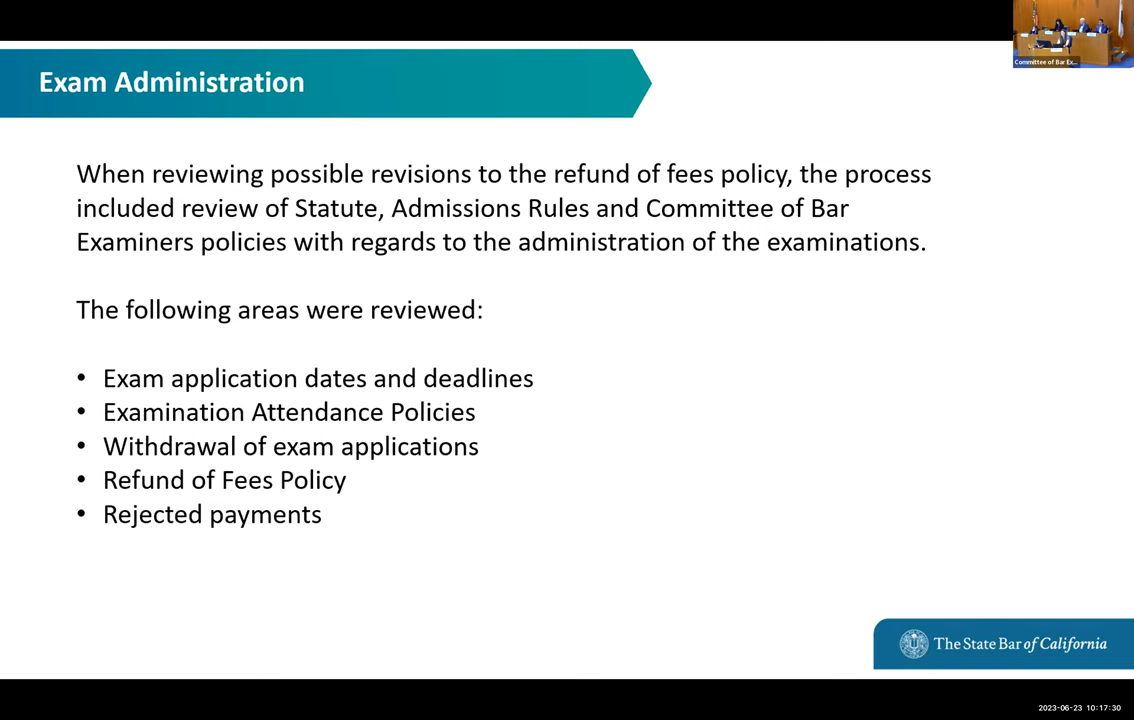 Committee of Bar Ex...
Exam Administration
When reviewing possible revisions to the refund of fees policy, the process
included review of Statute, Admissions Rules and Committee of Bar
Examiners policies with regards to the administration of the examinations.
The following areas were reviewed:
• Exam application dates and deadlines
• Examination Attendance Policies
• Withdrawal of exam applications
• Refund of Fees Policy
• Rejected payments
The State Bar of California
2023-06-23 10:17:30